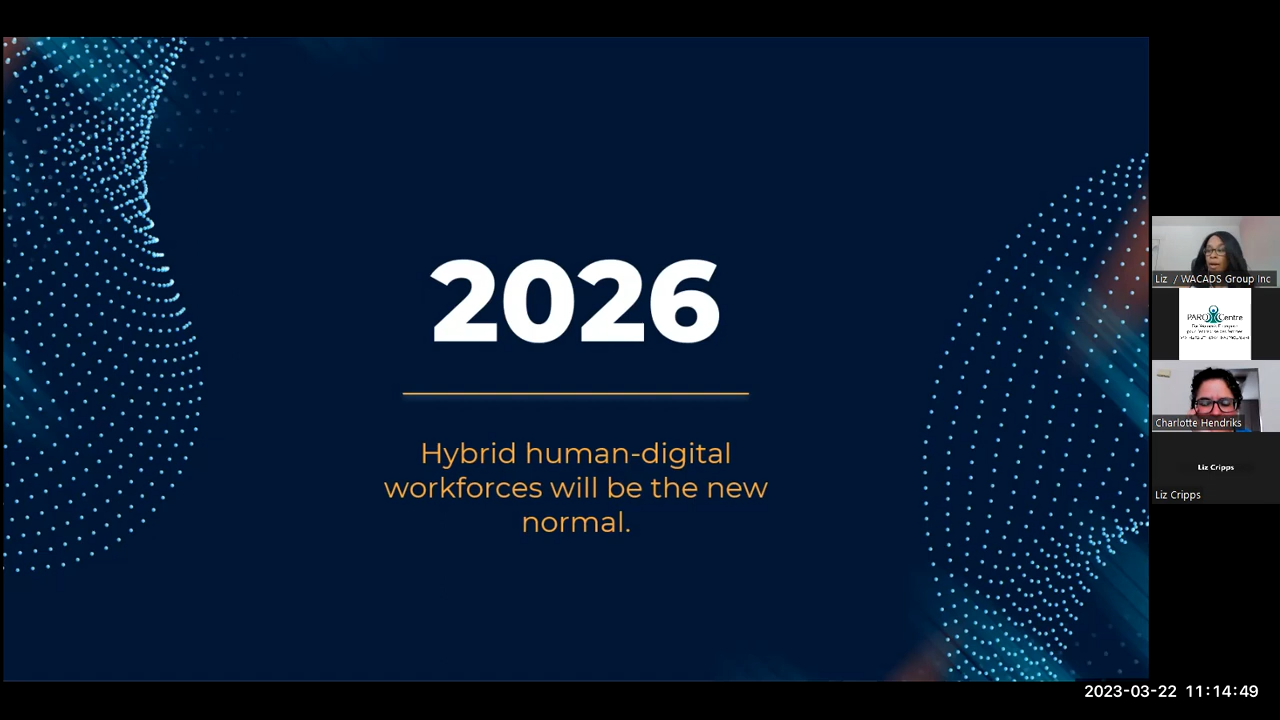 2026
Hybrid human-digital
workforces will be the new
normal.
Liz / WACADS Group Inc
PARO Centre
Charlotte Hendriks
Liz Cripps
Liz Cripps
2023-03-22 11:14:49